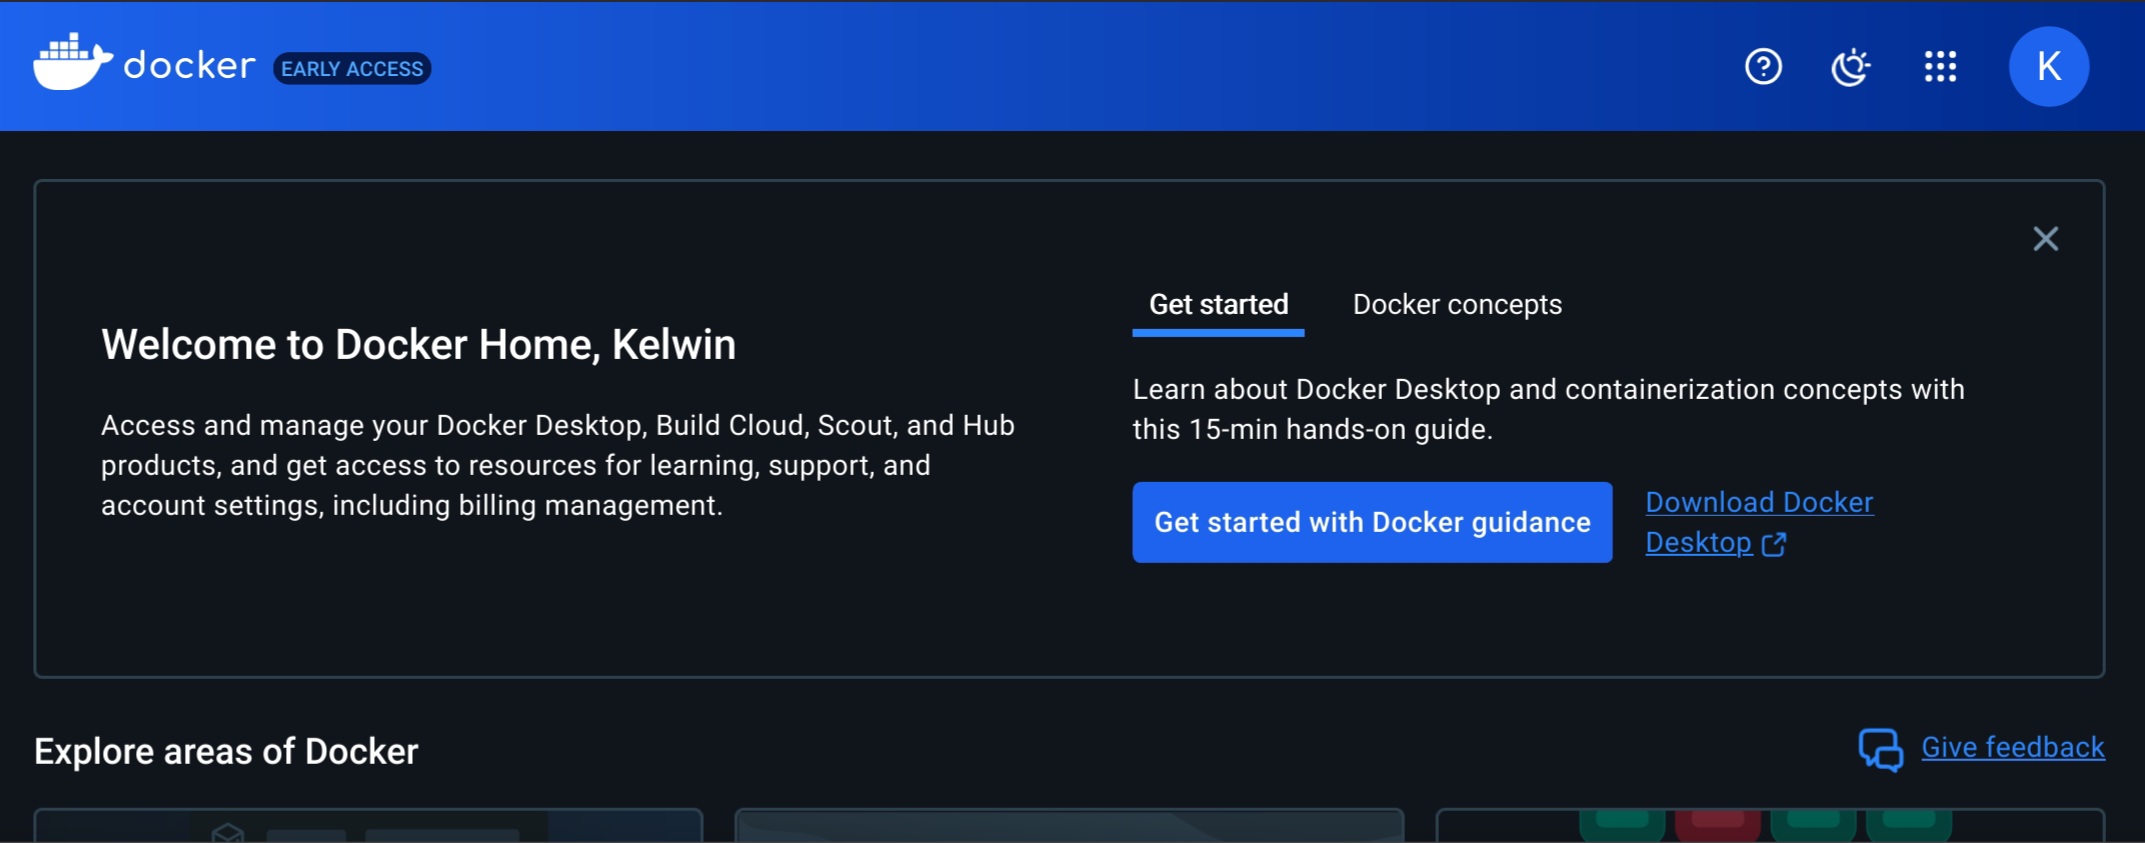 docker EARLY ACCESS
K
Welcome to Docker Home, Kelwin
Access and manage your Docker Desktop, Build Cloud, Scout, and Hub
products, and get access to resources for learning, support, and
account settings, including billing management.
Get started Docker concepts
Learn about Docker Desktop and containerization concepts with
this 15-min hands-on guide.
Get started with Docker guidance
Download Docker
Desktop
Explore areas of Docker
Give feedback